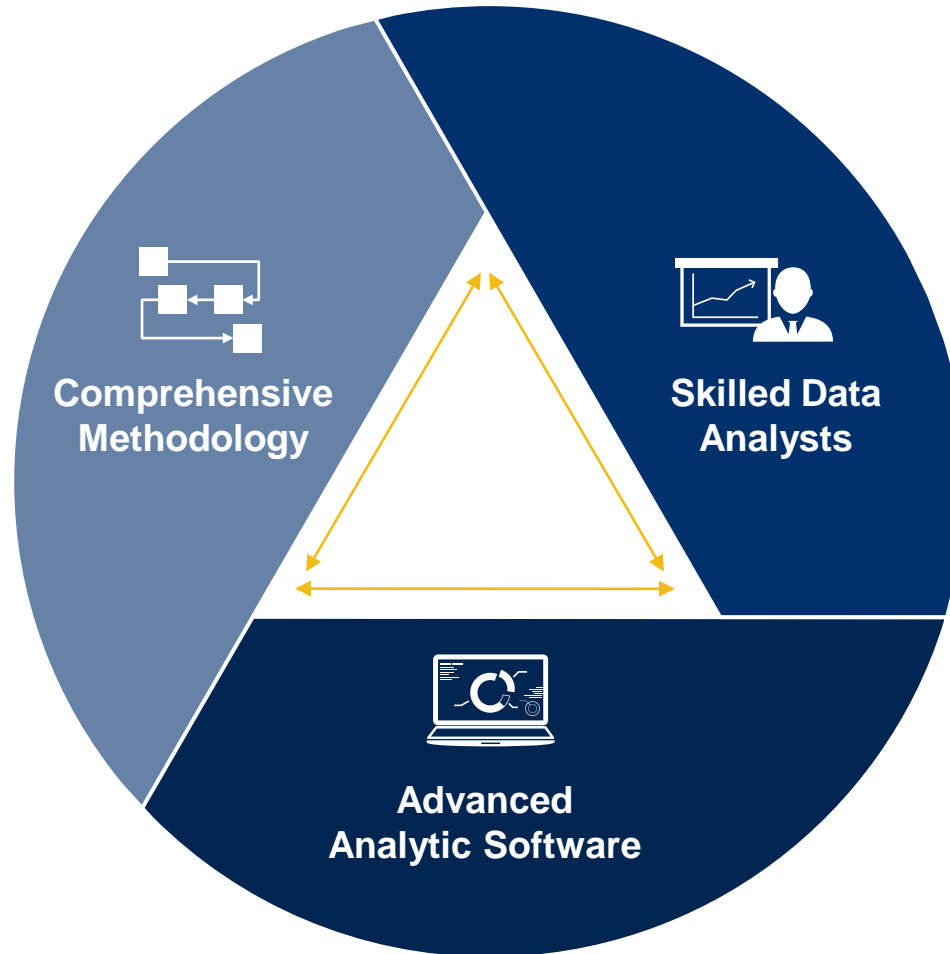 Comprehensive
Methodology
Skilled Data
Analysts
Advanced
Analytic Software